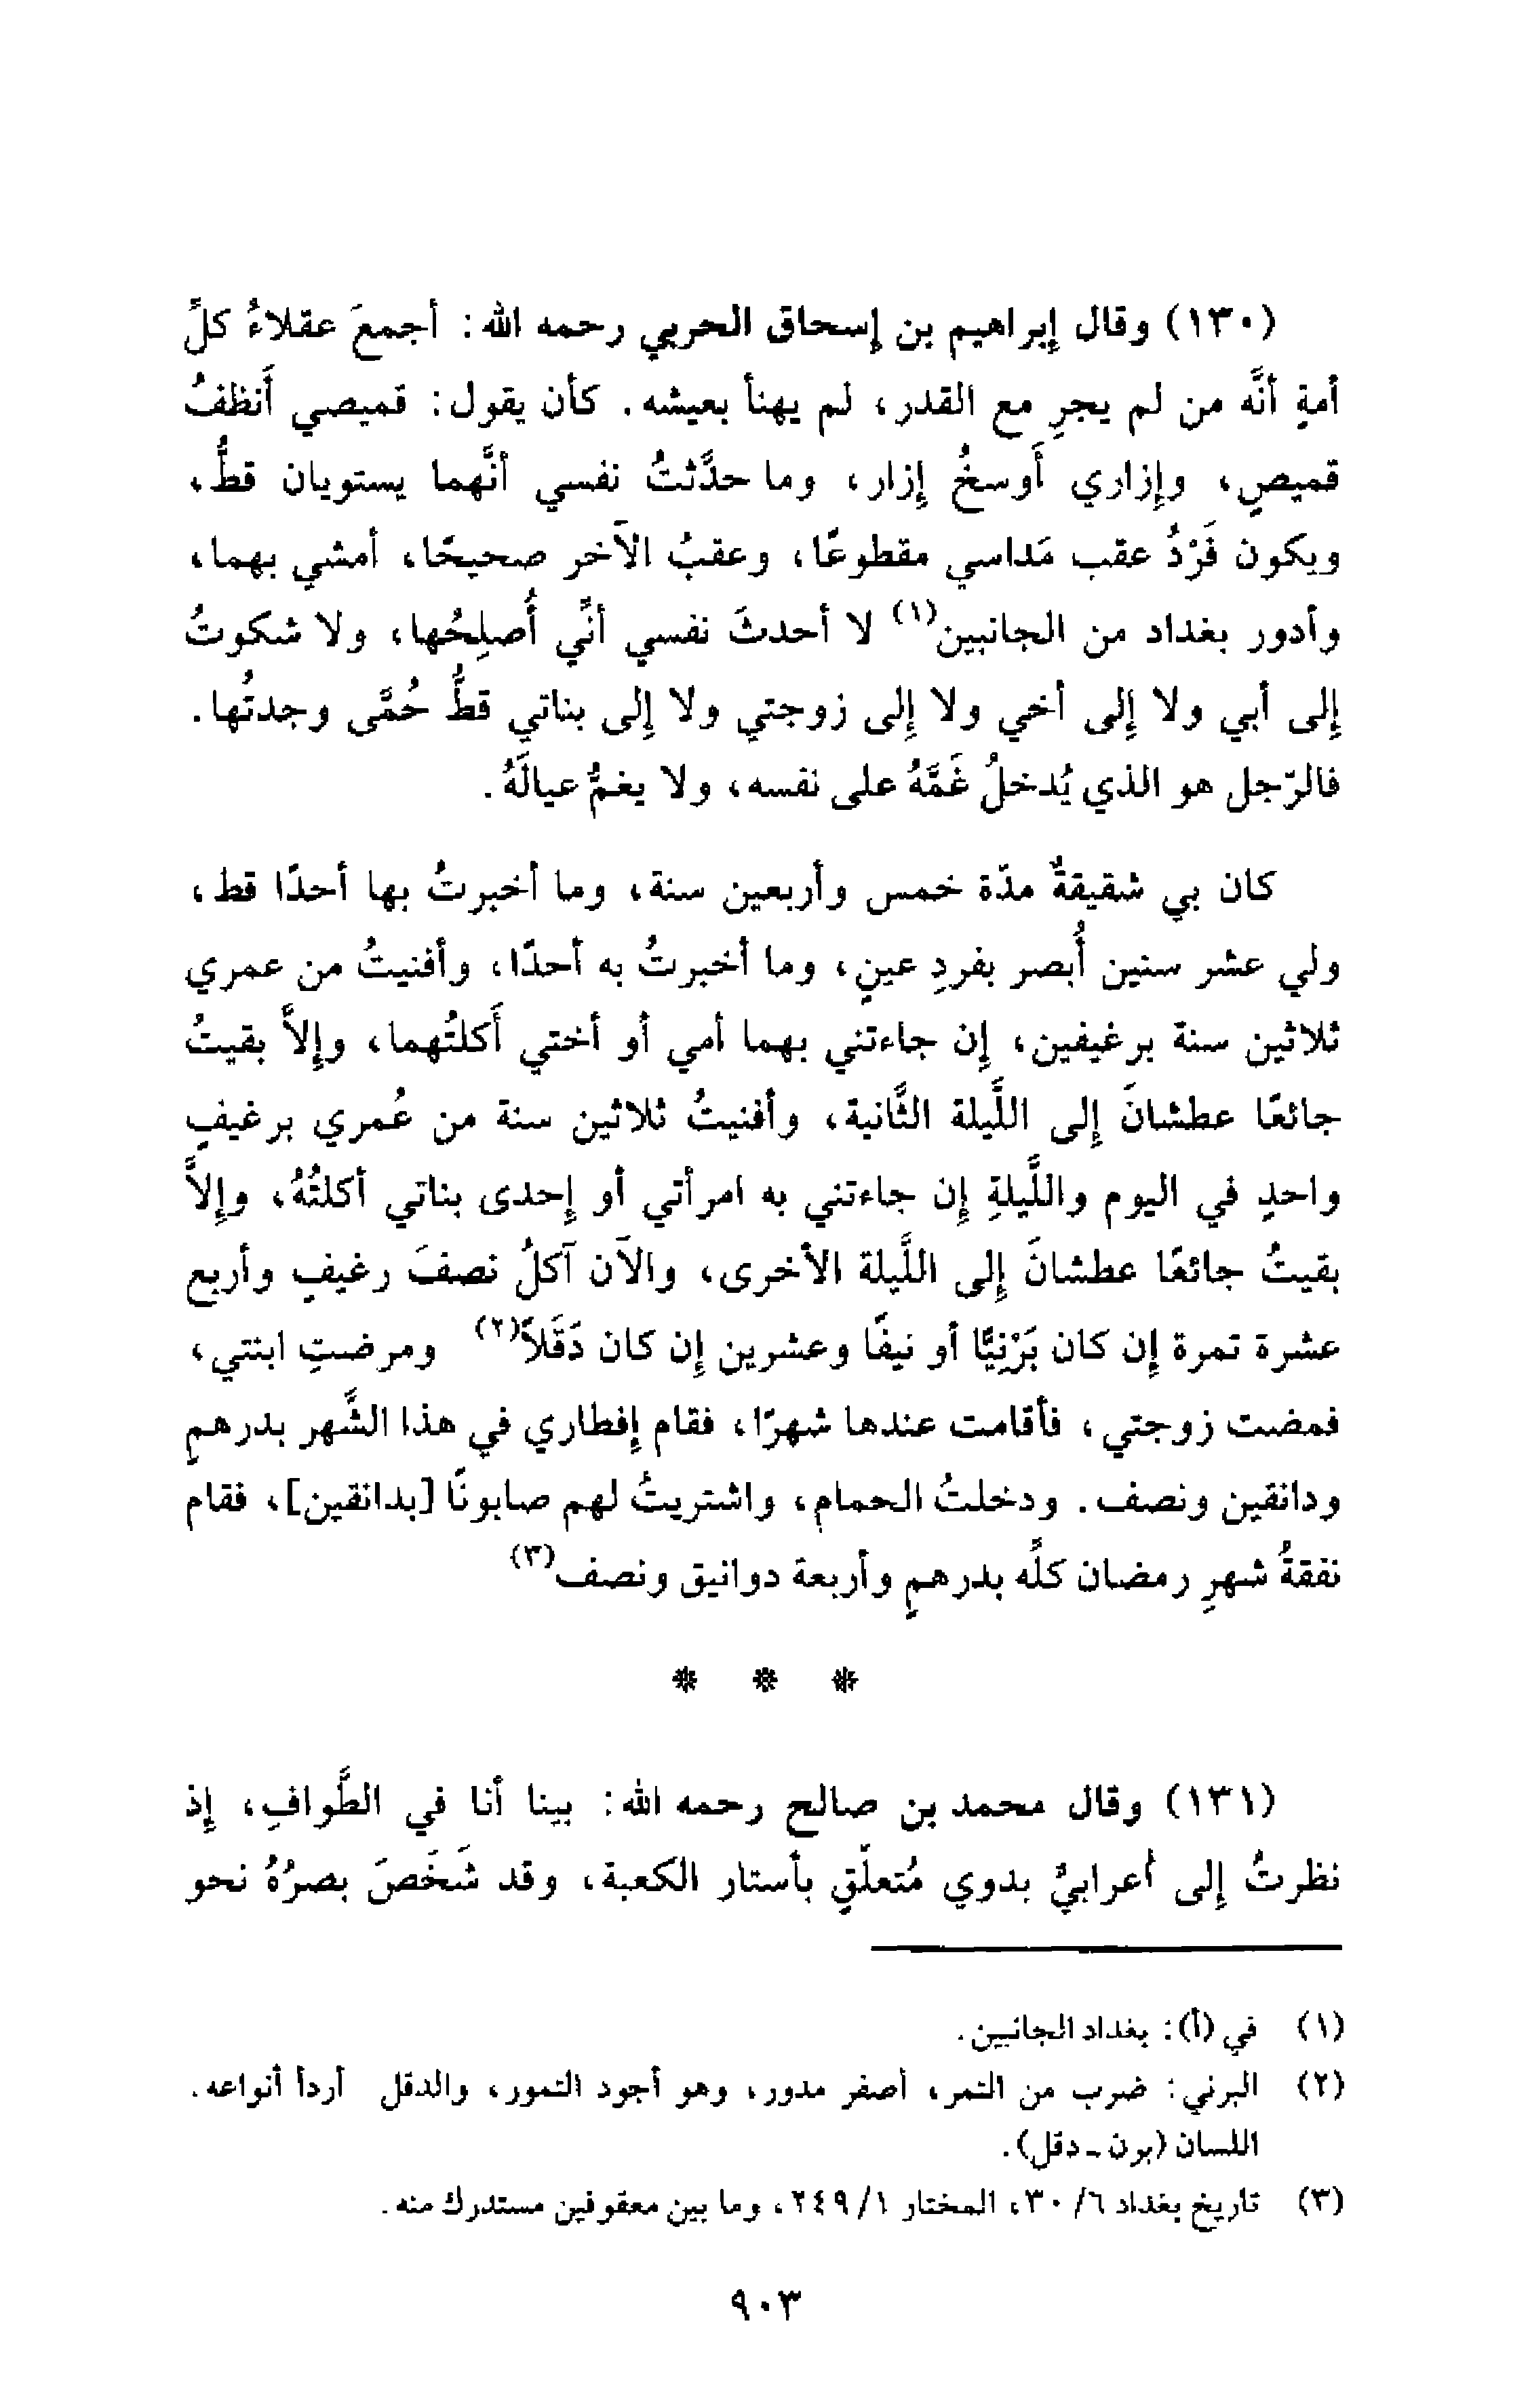 (١٣٠) وقال إبراهيم بن إسحاق الحربي رحمه الله: أجمعَ عقلاءُ كلِّ
أمةٍ أنَّه من لم يجرِ مع القدر، لم يهنأ بعيشه. كأن يقول: قميصي أَنظفُ
قميصٍ، وإزاري أَوسخُ إزار، وما حدَّثتُ نفسي أنَّهما يستويان قطُّ،
ويكون فَرْدُ عقب مَداسي مقطوعًا، وعقبُ الآخر صحيحًا، أمشي بهما،
وأدور بغداد من الجانبين(١) لا أحدثَ نفسي أنِّي أُصلِحُها، ولا شكوتُ
إلى أبي ولا إلى أخي ولا إلى زوجتي ولا إلى بناتي قطُّ حُمَّى وجدتُها.
فالرّجل هو الذي يُدخلُ غَمَّهُ على نفسه، ولا يغمُّ عيالَهُ.
كان بي شقيقةٌ مدّة خمس وأربعين سنة، وما أخبرتُ بها أحدًا قط،
ولي عشر سنين أُبصر بفردِ عينٍ، وما أخبرتُ به أحدًا، وأفنيتُ من عمري
ثلاثين سنة برغيفين، إن جاءتني بهما أمي أو أختي أَكلتُهما، وإلاَّ بقيتُ
جائعًا عطشانَ إلى اللَّيلة الثَّانية، وأفنيتُ ثلاثين سنة من عُمري برغيفٍ
واحدٍ في اليوم واللَّيلةِ إن جاءتني به امرأتي أو إحدى بناتي أكلتُهُ، وإلاَّ
بقيتُ جائعًا عطشانَ إلى اللَّيلة الأخرى، والآن آكلُ نصفَ رغيفٍ وأربع
عشرة تمرة إن كان بَرْنِيًّا أو نيفًا وعشرين إن كان دَقَلاً(٢) ومرضتِ ابنتي،
فمضت زوجتي، فأقامت عندها شهرًا، فقام إفطاري في هذا الشَّهر بدرهمٍ
ودانقين ونصف. ودخلتُ الحمام، واشتريتُ لهم صابونًا [بدانقين]، فقام
نفقةُ شهرِ رمضان كلِّه بدرهمٍ وأربعة دوانيق ونصف(٣)
* * *
(١٣١) وقال محمد بن صالح رحمه الله: بينا أنا في الطَّوافِ، إذ
نظرتُ إلى أعرابيٍّ بدوي مُتعلِّقٍ بأستار الكعبة، وقد شَخَصَ بصرُهُ نحو
(١) في (أ): بغداد الجانبين.
(٢) البرني: ضرب من التمر، أصفر مدور، وهو أجود التمور، والدقل أردأ أنواعه.
اللسان (برن - دقل).
(٣) تاريخ بغداد ٦/ ٣٠، المختار ١/ ٢٤٩، وما بين معقوفين مستدرك منه.
٩٠٣